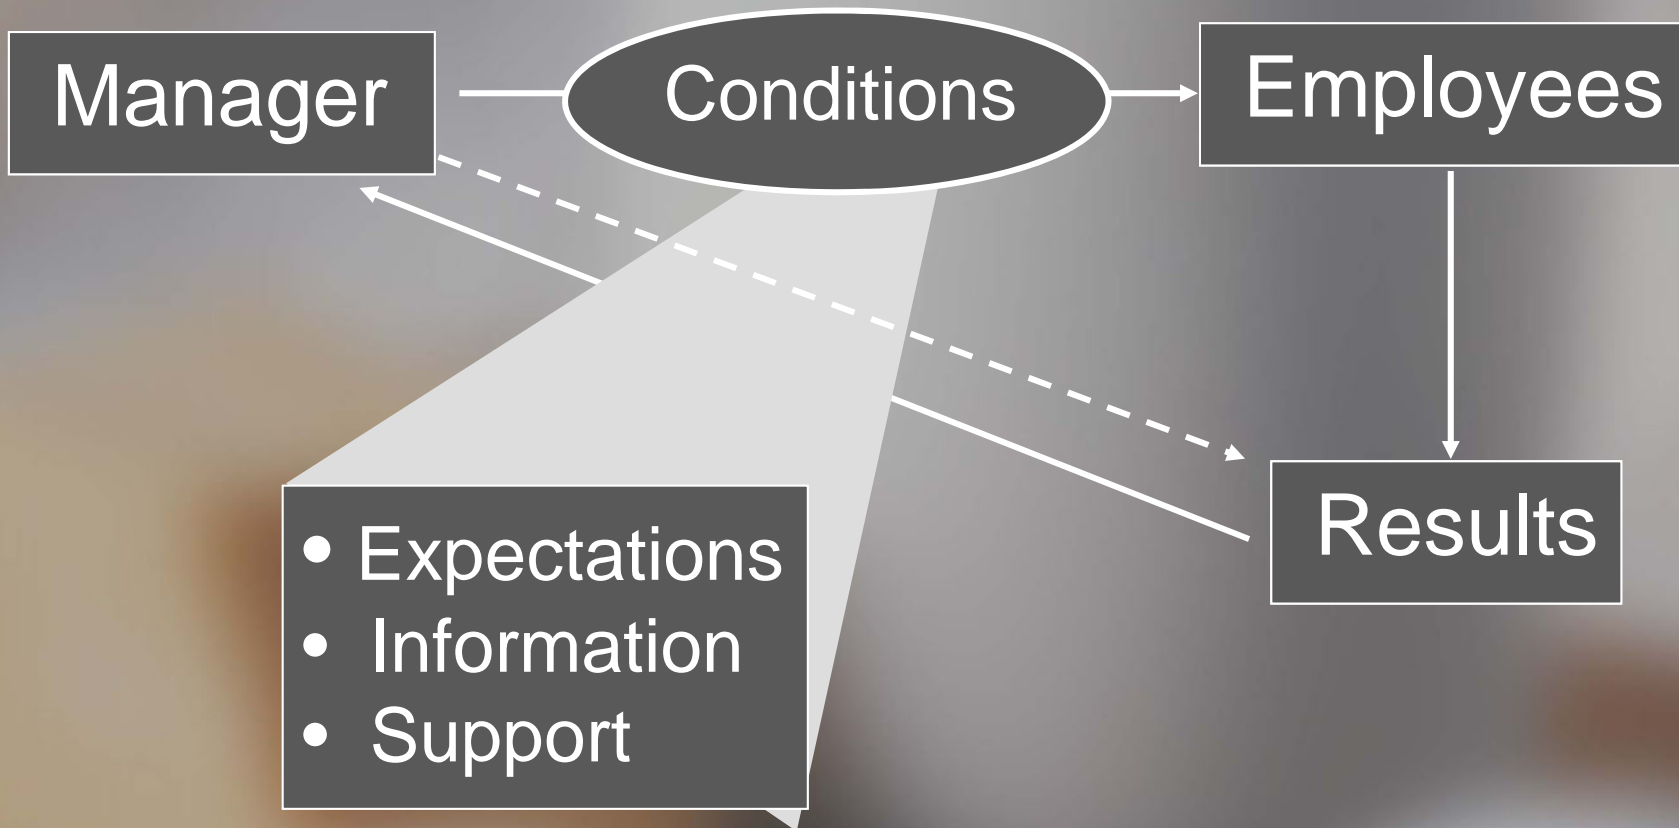 Manager
Conditions
Employees
Results
• Expectations
• Information
• Support